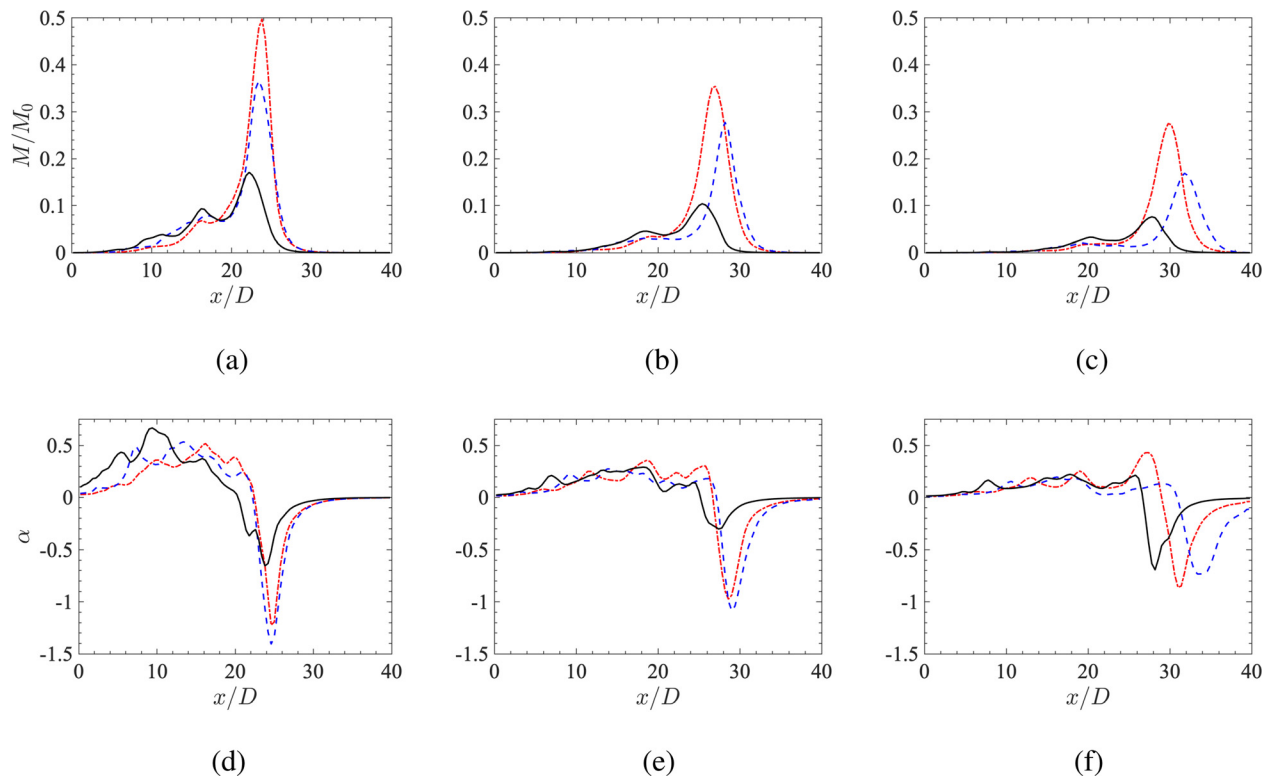 0.5 0.5 0.5
0.4 0.4 0.4
0.3 0.3 0.3
M/M₀
0.2 0.2 0.2
0.1 0.1 0.1
0 0 0
0 10 20 30 40 0 10 20 30 40 0 10 20 30 40
x/D x/D x/D
(a) (b) (c)
0.5 0.5 0.5
0 0 0
α
-0.5 -0.5 -0.5
-1 -1 -1
-1.5 -1.5 -1.5
0 10 20 30 40 0 10 20 30 40 0 10 20 30 40
x/D x/D x/D
(d) (e) (f)